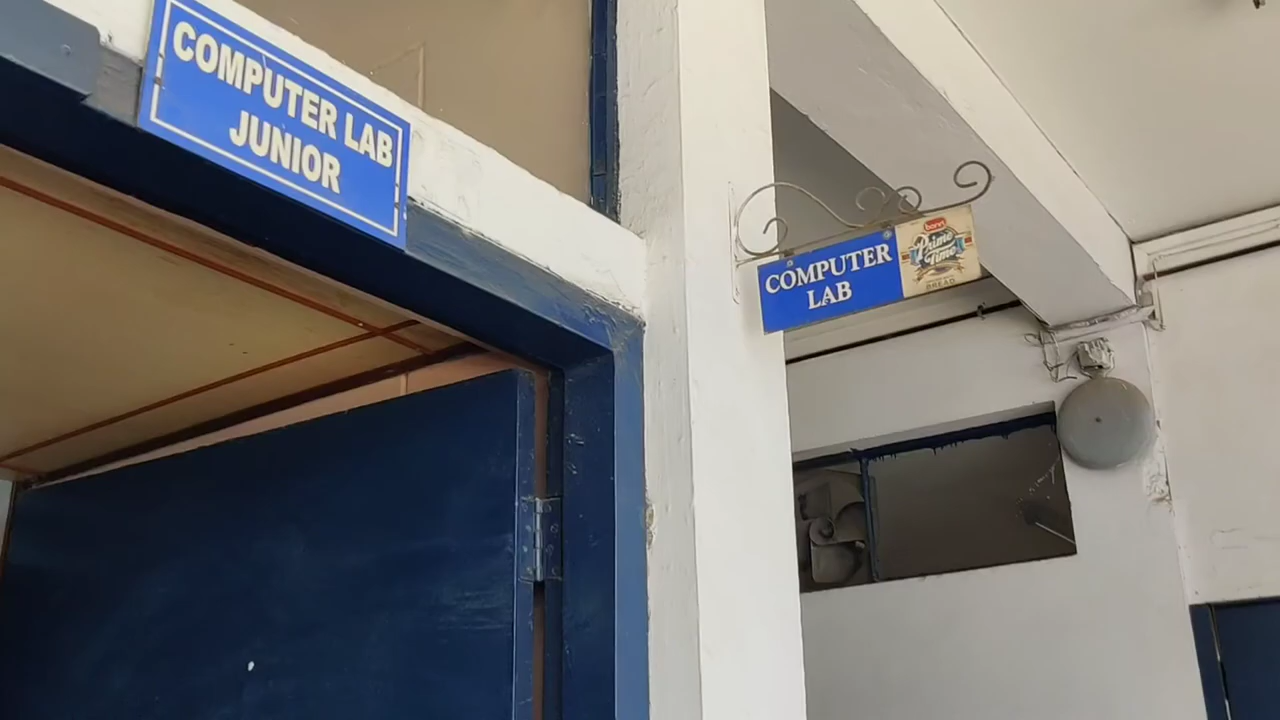 COMPUTER LAB
JUNIOR
COMPUTER
LAB
Prime
Time
BREAD